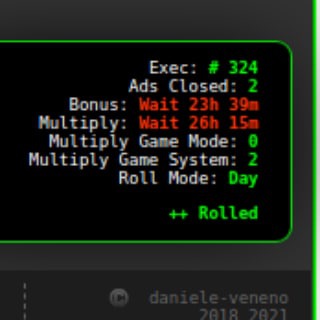 Exec: # 324
Ads Closed: 2
Bonus: Wait 23h 39m
Multiply: Wait 26h 15m
Multiply Game Mode: 0
Multiply Game System: 2
Roll Mode: Day
++ Rolled
daniele-veneno
2018 2021